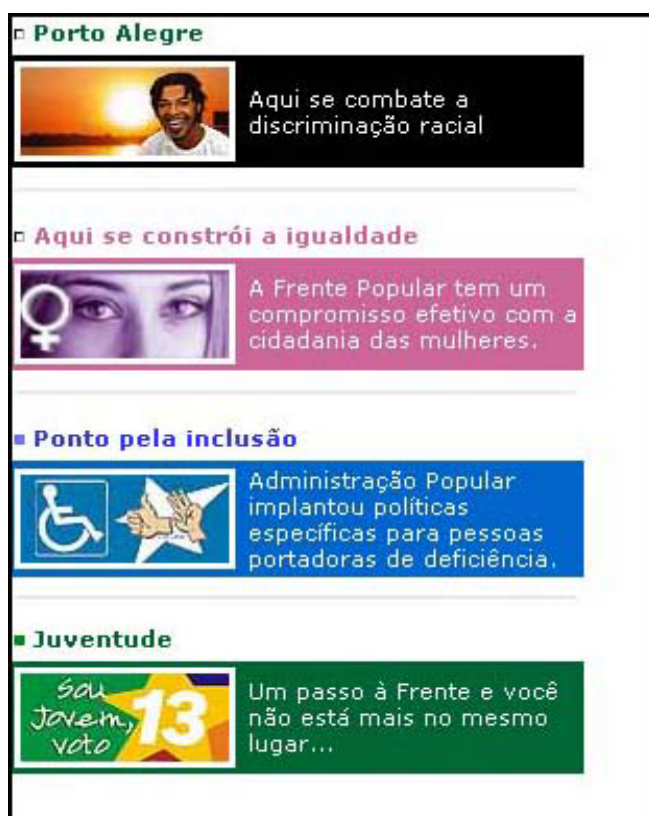 Porto Alegre
Aqui se combate a
discriminação racial
Aqui se constrói a igualdade
A Frente Popular tem um
compromisso efetivo com a
cidadania das mulheres.
Ponto pela inclusão
Administração Popular
implantou políticas
específicas para pessoas
portadoras de deficiência.
Juventude
Sou
Jovem,
voto
13
Um passo à Frente e você
não está mais no mesmo
lugar...